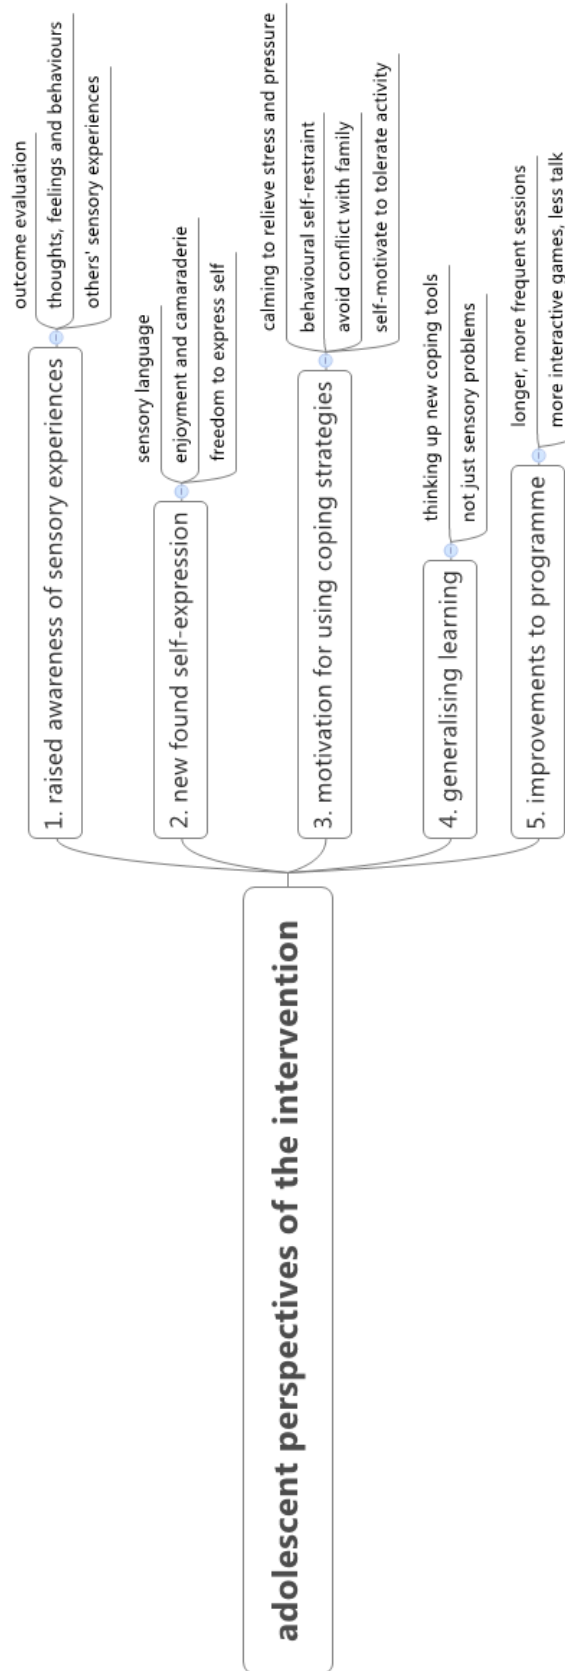 adolescent perspectives of the intervention
1. raised awareness of sensory experiences
outcome evaluation
thoughts, feelings and behaviours
others' sensory experiences
2. new found self-expression
sensory language
enjoyment and camaraderie
freedom to express self
3. motivation for using coping strategies
calming to relieve stress and pressure
behavioural self-restraint
avoid conflict with family
self-motivate to tolerate activity
4. generalising learning
thinking up new coping tools
not just sensory problems
5. improvements to programme
longer, more frequent sessions
more interactive games, less talk